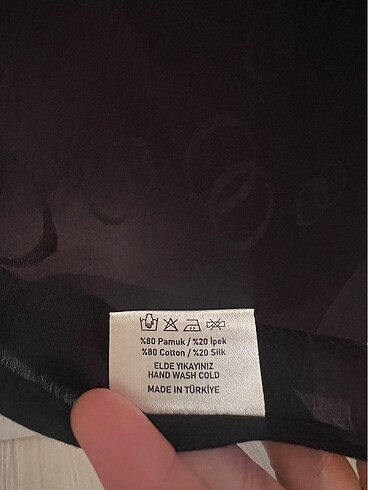 %80 Pamuk / %20 İpek
%80 Cotton / %20 Silk
ELDE YIKAYINIZ
HAND WASH COLD
MADE IN TÜRKİYE